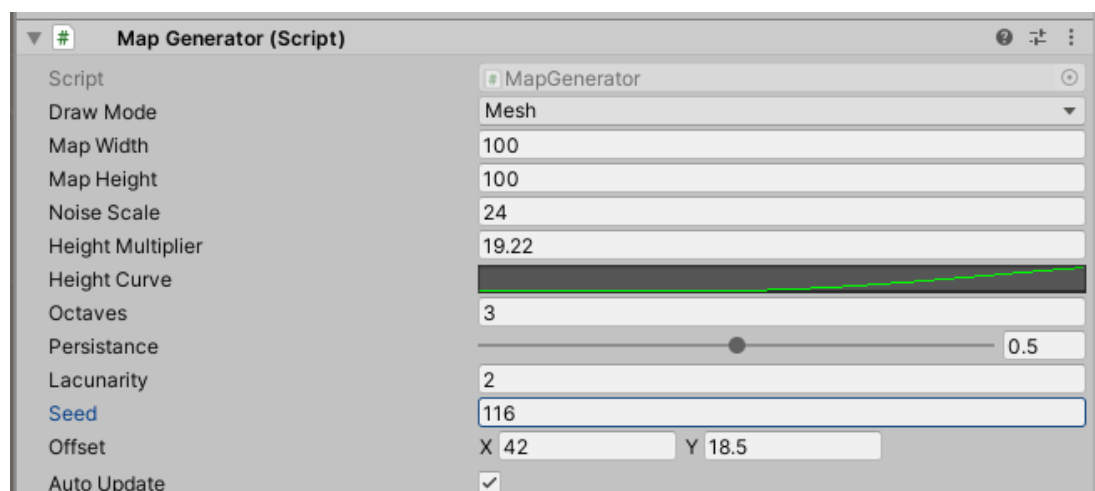 # Map Generator (Script)
Script # MapGenerator
Draw Mode Mesh
Map Width 100
Map Height 100
Noise Scale 24
Height Multiplier 19.22
Height Curve
Octaves 3
Persistance 0.5
Lacunarity 2
Seed 116
Offset X 42 Y 18.5
Auto Update